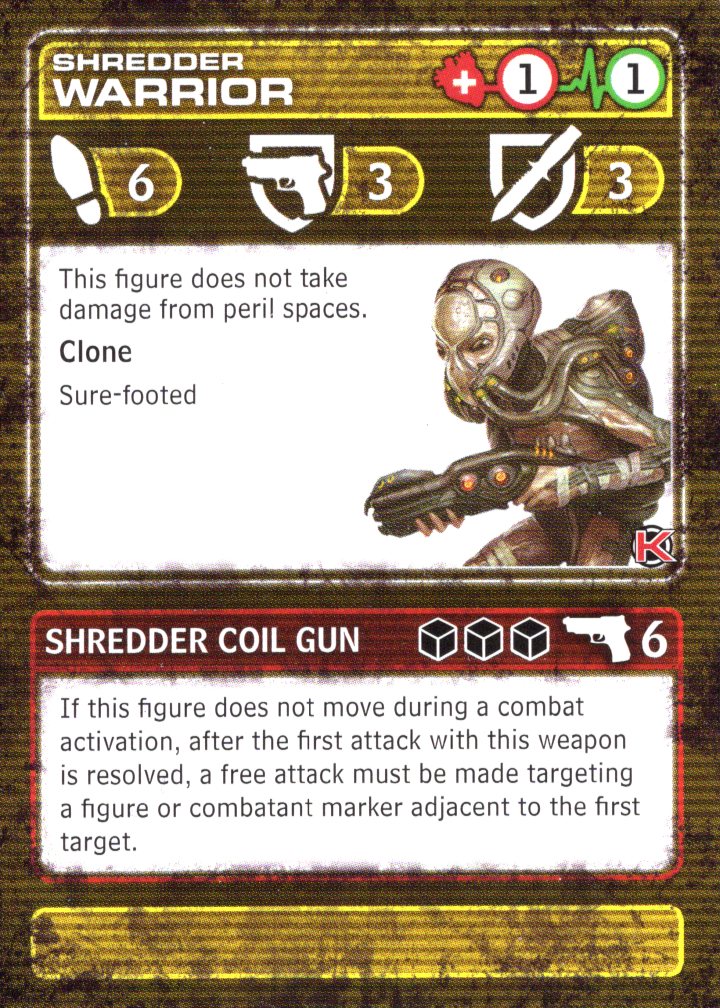 SHREDDER
WARRIOR
1
1
6
3
3
This figure does not take
damage from peril spaces.
Clone
Sure-footed
K
SHREDDER COIL GUN
6
If this figure does not move during a combat
activation, after the first attack with this weapon
is resolved, a free attack must be made targeting
a figure or combatant marker adjacent to the first
target.